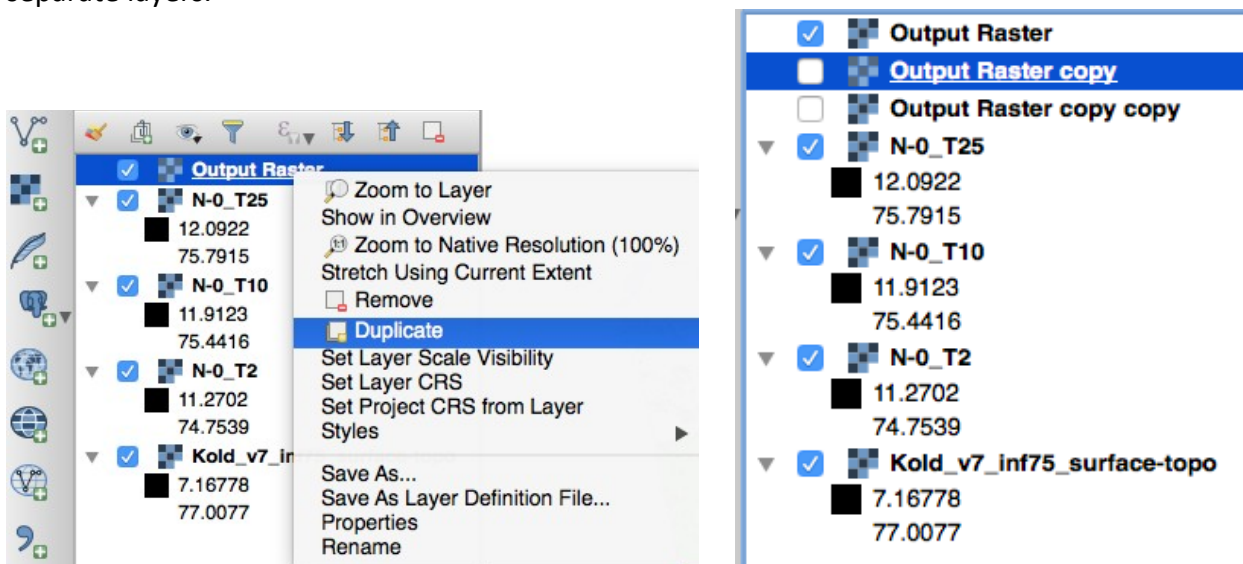 separate layers.
Output Raster
N-0_T25
12.0922
75.7915
N-0_T10
11.9123
75.4416
N-0_T2
11.2702
74.7539
Kold_v7_in
7.16778
77.0077
Zoom to Layer
Show in Overview
Zoom to Native Resolution (100%)
Stretch Using Current Extent
Remove
Duplicate
Set Layer Scale Visibility
Set Layer CRS
Set Project CRS from Layer
Styles
Save As...
Save As Layer Definition File...
Properties
Rename
Output Raster
Output Raster copy
Output Raster copy copy
N-0_T25
12.0922
75.7915
N-0_T10
11.9123
75.4416
N-0_T2
11.2702
74.7539
Kold_v7_inf75_surface-topo
7.16778
77.0077